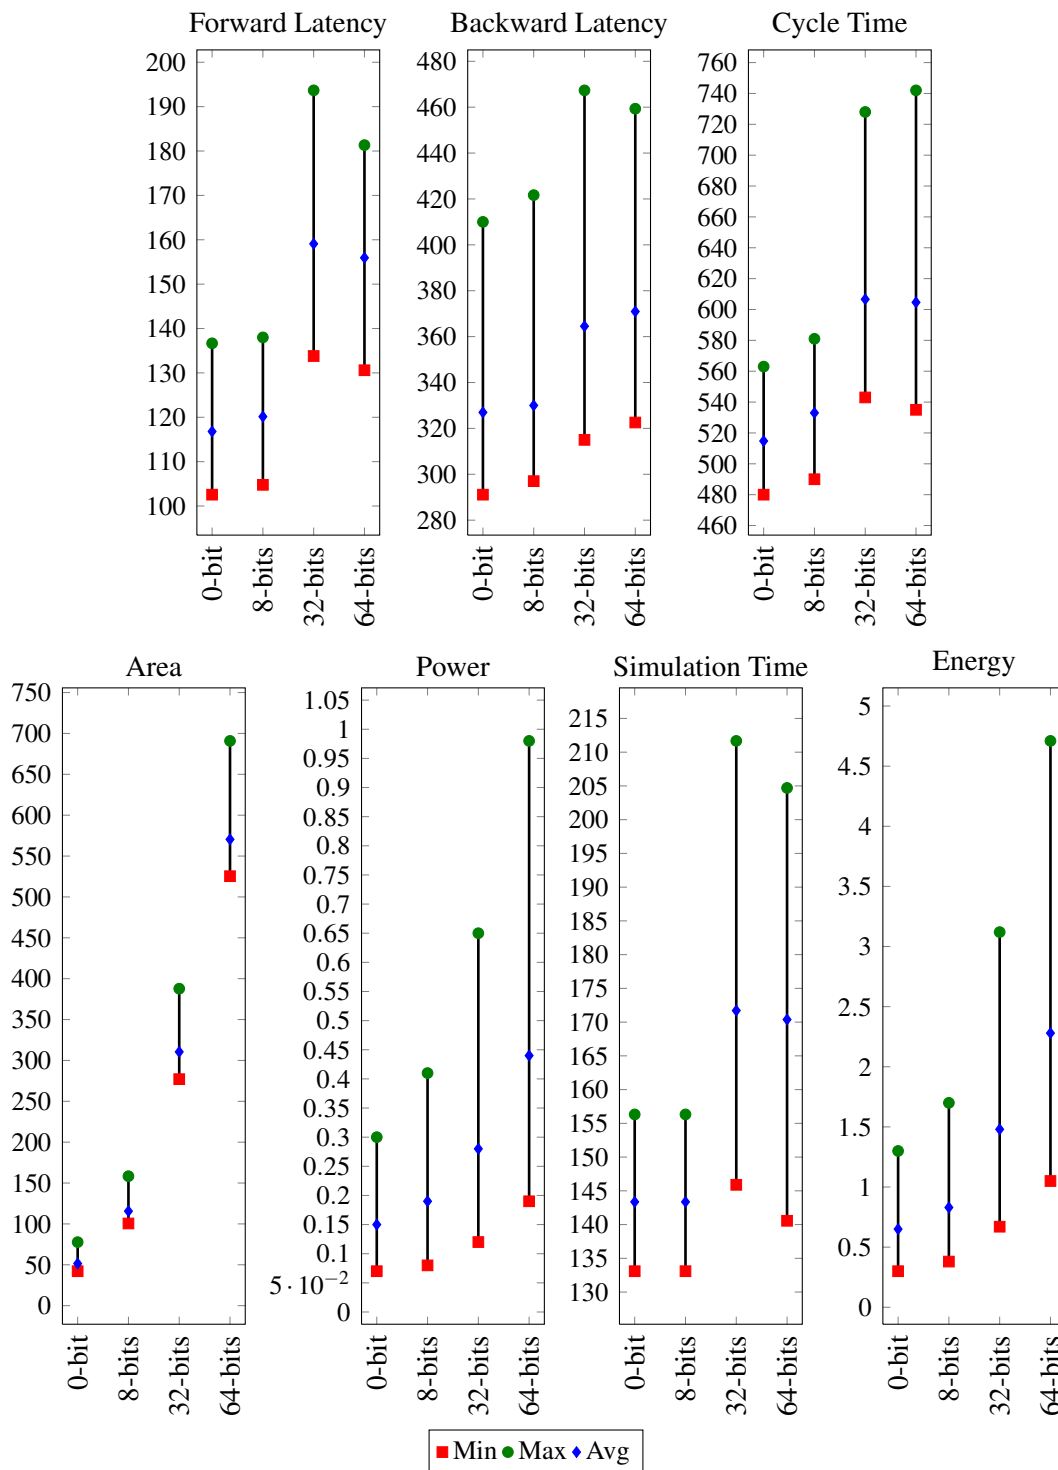 Forward Latency
200
190
180
170
160
150
140
130
120
110
100
0-bit
8-bits
32-bits
64-bits
Backward Latency
480
460
440
420
400
380
360
340
320
300
280
0-bit
8-bits
32-bits
64-bits
Cycle Time
760
740
720
700
680
660
640
620
600
580
560
540
520
500
480
460
0-bit
8-bits
32-bits
64-bits
Area
750
700
650
600
550
500
450
400
350
300
250
200
150
100
50
0
0-bit
8-bits
32-bits
64-bits
Power
1.05
1
0.95
0.9
0.85
0.8
0.75
0.7
0.65
0.6
0.55
0.5
0.45
0.4
0.35
0.3
0.25
0.2
0.15
0.1
5 · 10⁻²
0
0-bit
8-bits
32-bits
64-bits
Simulation Time
215
210
205
200
195
190
185
180
175
170
165
160
155
150
145
140
135
130
0-bit
8-bits
32-bits
64-bits
Energy
5
4.5
4
3.5
3
2.5
2
1.5
1
0.5
0
0-bit
8-bits
32-bits
64-bits
Min Max Avg